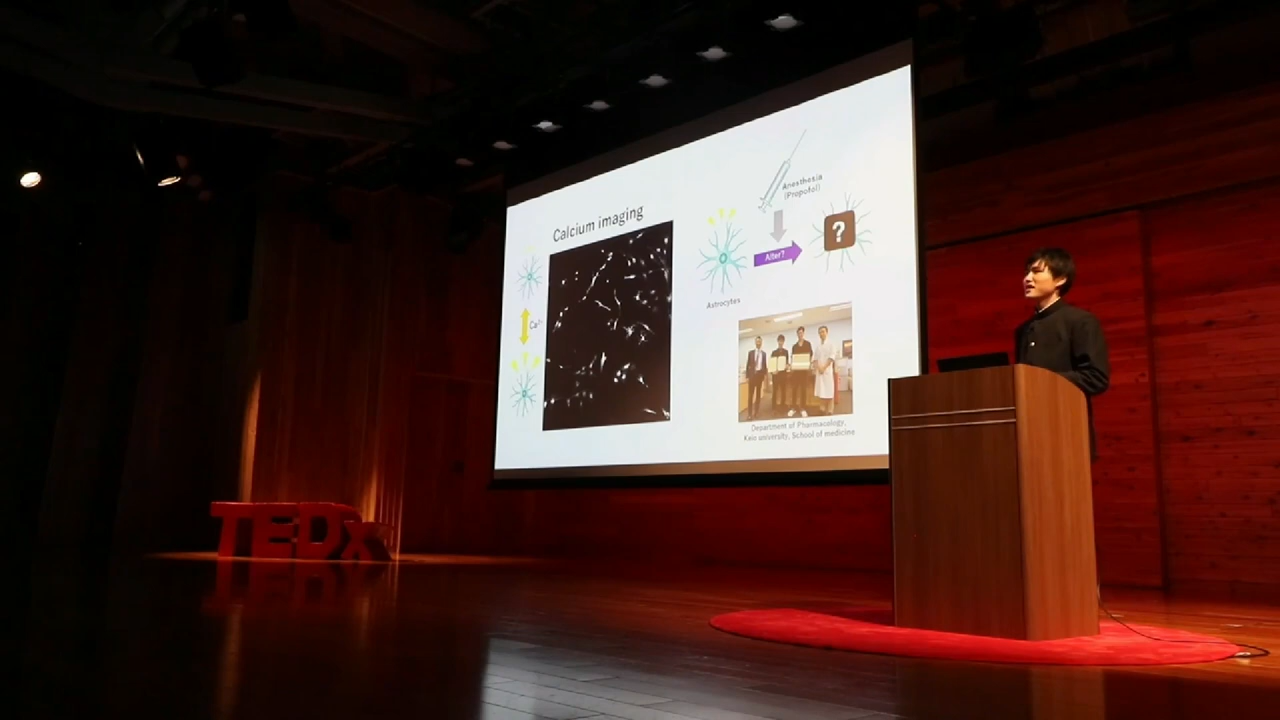 Calcium imaging
Ca²⁺
Anesthesia
(Propofol)
Alter?
?
Astrocytes
Department of Pharmacology,
Keio university, School of medicine
TEDx